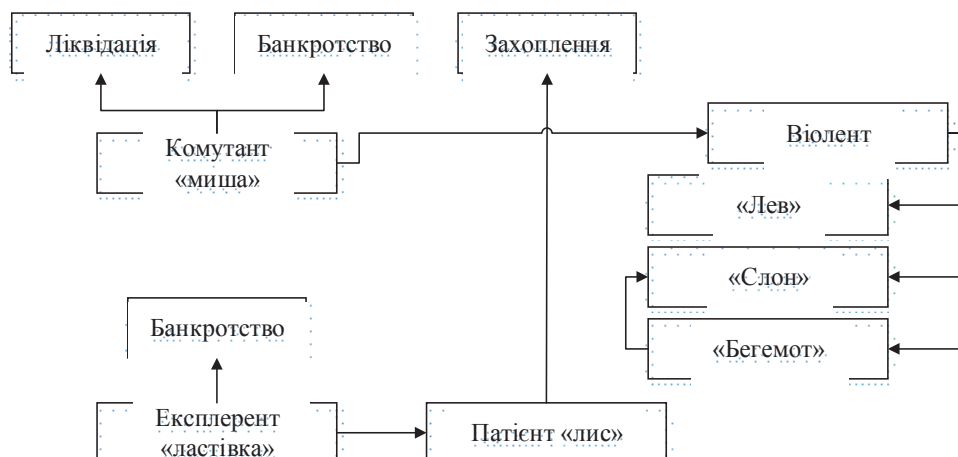 Ліквідація
Банкротство
Захоплення
Комутант
«миша»
Віолент
«Лев»
«Слон»
«Бегемот»
Банкротство
Експлерент
«ластівка»
Патієнт «лис»